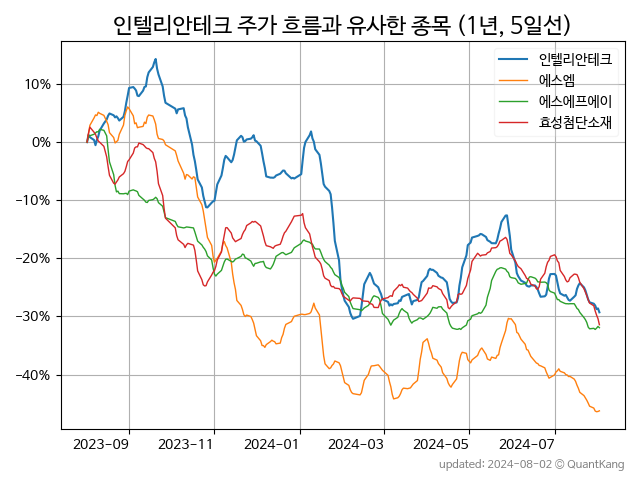 인텔리안테크 주가 흐름과 유사한 종목 (1년, 5일선)
인텔리안테크
에스엠
에스에프에이
효성첨단소재
10%
0%
-10%
-20%
-30%
-40%
2023-09 2023-11 2024-01 2024-03 2024-05 2024-07
updated: 2024-08-02 © QuantKang